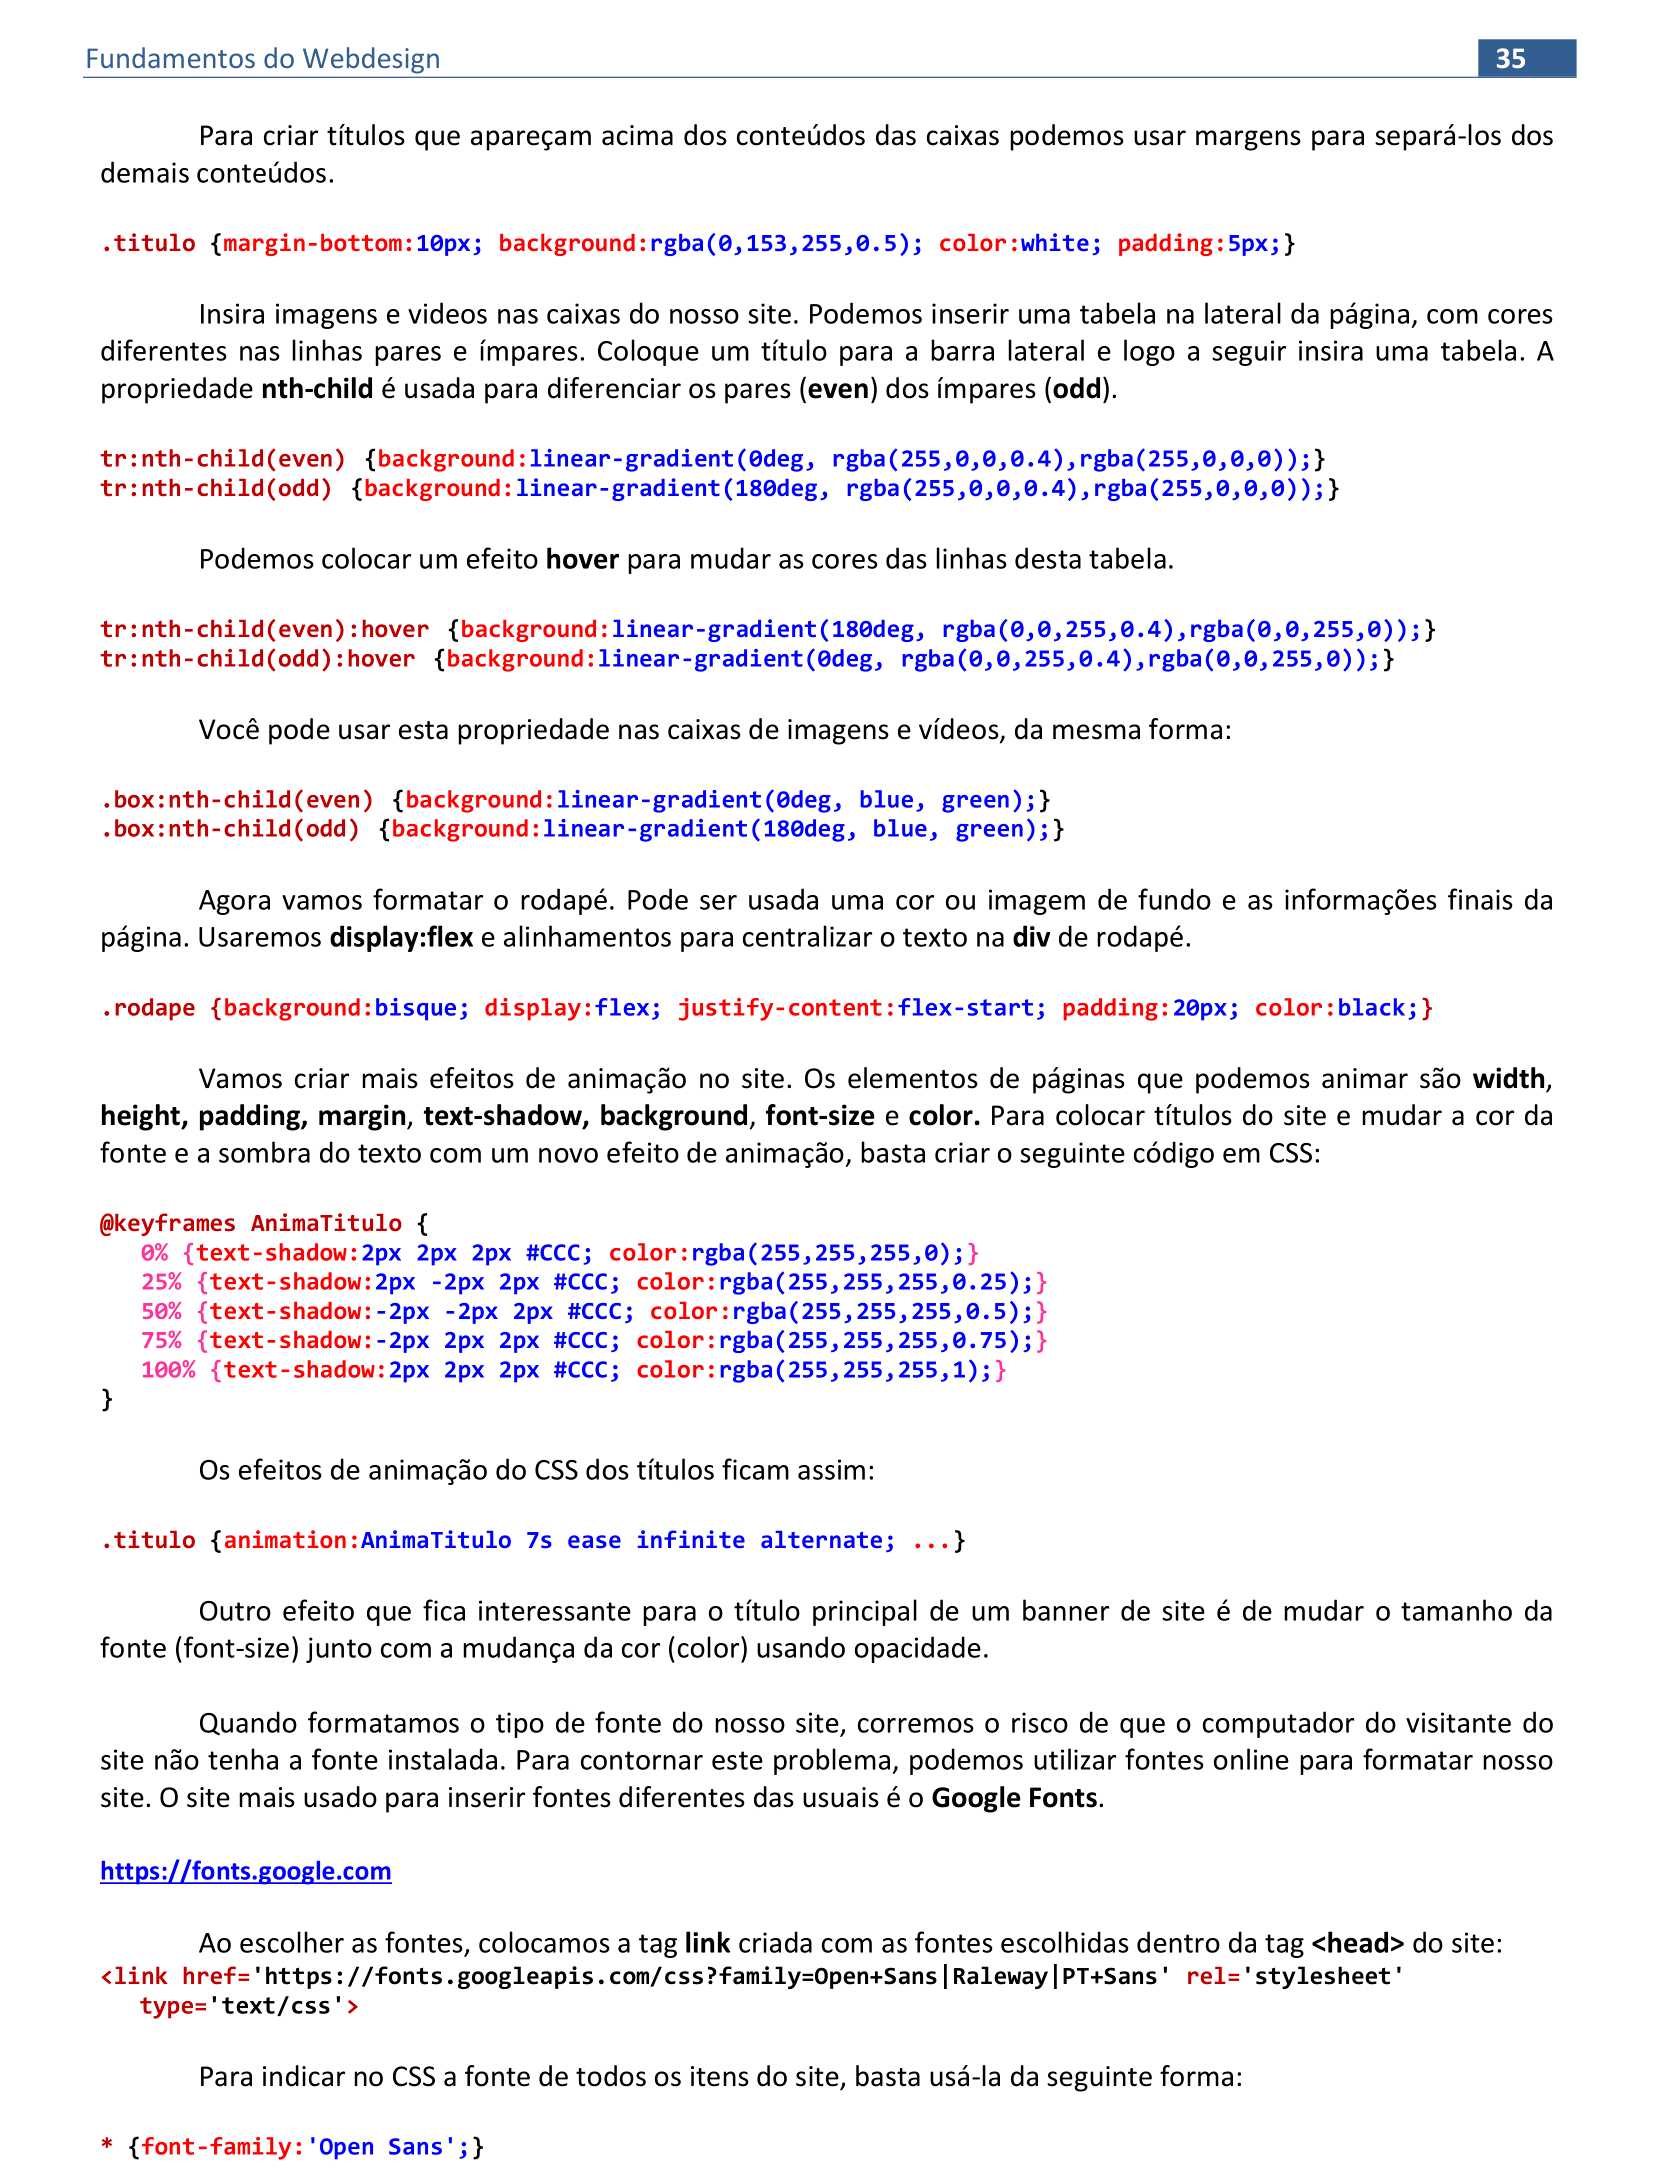 Fundamentos do Webdesign
35
Para criar títulos que apareçam acima dos conteúdos das caixas podemos usar margens para separá-los dos
demais conteúdos.
.titulo {margin-bottom:10px; background:rgba(0,153,255,0.5); color:white; padding:5px;}
Insira imagens e videos nas caixas do nosso site. Podemos inserir uma tabela na lateral da página, com cores
diferentes nas linhas pares e ímpares. Coloque um título para a barra lateral e logo a seguir insira uma tabela. A
propriedade nth-child é usada para diferenciar os pares (even) dos ímpares (odd).
tr:nth-child(even) {background:linear-gradient(0deg, rgba(255,0,0,0.4),rgba(255,0,0,0));}
tr:nth-child(odd) {background:linear-gradient(180deg, rgba(255,0,0,0.4),rgba(255,0,0,0));}
Podemos colocar um efeito hover para mudar as cores das linhas desta tabela.
tr:nth-child(even):hover {background:linear-gradient(180deg, rgba(0,0,255,0.4),rgba(0,0,255,0));}
tr:nth-child(odd):hover {background:linear-gradient(0deg, rgba(0,0,255,0.4),rgba(0,0,255,0));}
Você pode usar esta propriedade nas caixas de imagens e vídeos, da mesma forma:
.box:nth-child(even) {background:linear-gradient(0deg, blue, green);}
.box:nth-child(odd) {background:linear-gradient(180deg, blue, green);}
Agora vamos formatar o rodapé. Pode ser usada uma cor ou imagem de fundo e as informações finais da
página. Usaremos display:flex e alinhamentos para centralizar o texto na div de rodapé.
.rodape {background:bisque; display:flex; justify-content:flex-start; padding:20px; color:black;}
Vamos criar mais efeitos de animação no site. Os elementos de páginas que podemos animar são width,
height, padding, margin, text-shadow, background, font-size e color. Para colocar títulos do site e mudar a cor da
fonte e a sombra do texto com um novo efeito de animação, basta criar o seguinte código em CSS:
@keyframes AnimaTitulo {
0% {text-shadow:2px 2px 2px #CCC; color:rgba(255,255,255,0);}
25% {text-shadow:2px -2px 2px #CCC; color:rgba(255,255,255,0.25);}
50% {text-shadow:-2px -2px 2px #CCC; color:rgba(255,255,255,0.5);}
75% {text-shadow:-2px 2px 2px #CCC; color:rgba(255,255,255,0.75);}
100% {text-shadow:2px 2px 2px #CCC; color:rgba(255,255,255,1);}
}
Os efeitos de animação do CSS dos títulos ficam assim:
.titulo {animation:AnimaTitulo 7s ease infinite alternate; ...}
Outro efeito que fica interessante para o título principal de um banner de site é de mudar o tamanho da
fonte (font-size) junto com a mudança da cor (color) usando opacidade.
Quando formatamos o tipo de fonte do nosso site, corremos o risco de que o computador do visitante do
site não tenha a fonte instalada. Para contornar este problema, podemos utilizar fontes online para formatar nosso
site. O site mais usado para inserir fontes diferentes das usuais é o Google Fonts.
https://fonts.google.com
Ao escolher as fontes, colocamos a tag link criada com as fontes escolhidas dentro da tag <head> do site:
<link href='https://fonts.googleapis.com/css?family=Open+Sans|Raleway|PT+Sans' rel='stylesheet'
type='text/css'>
Para indicar no CSS a fonte de todos os itens do site, basta usá-la da seguinte forma:
* {font-family:'Open Sans';}